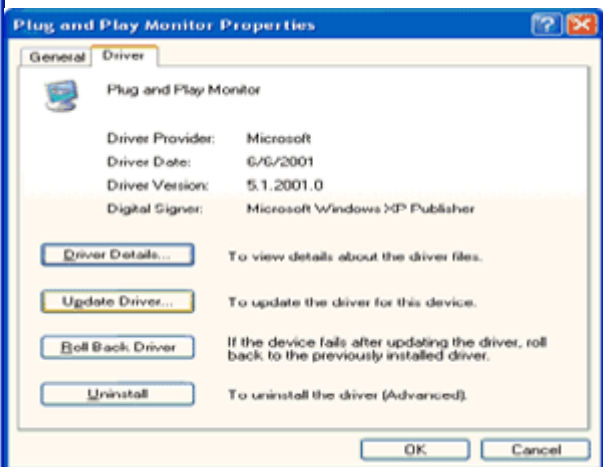 Plug and Play Monitor Properties
General Driver
Plug and Play Monitor
Driver Provider: Microsoft
Driver Date: 6/6/2001
Driver Version: 5.1.2001.0
Digital Signer: Microsoft Windows XP Publisher
Driver Details... To view details about the driver files.
Update Driver... To update the driver for this device.
Roll Back Driver If the device fails after updating the driver, roll
back to the previously installed driver.
Uninstall To uninstall the driver (Advanced).
OK Cancel